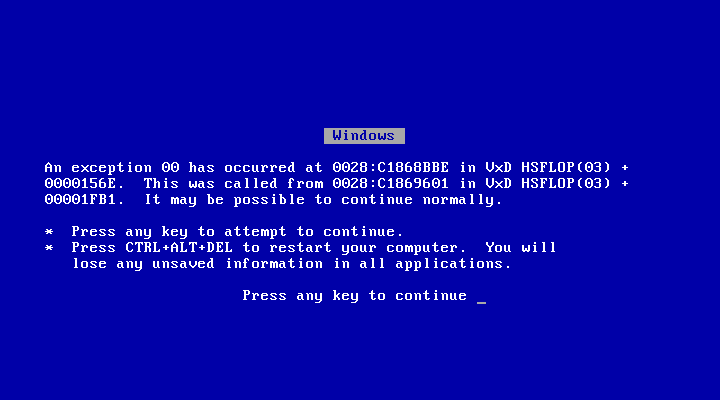 Windows
An exception 00 has occurred at 0028:C1868BBE in VxD HSFLOP(03) +
0000156E.  This was called from 0028:C1869601 in VxD HSFLOP(03) +
00001FB1.  It may be possible to continue normally.
*  Press any key to attempt to continue.
*  Press CTRL+ALT+DEL to restart your computer.  You will
lose any unsaved information in all applications.
Press any key to continue _